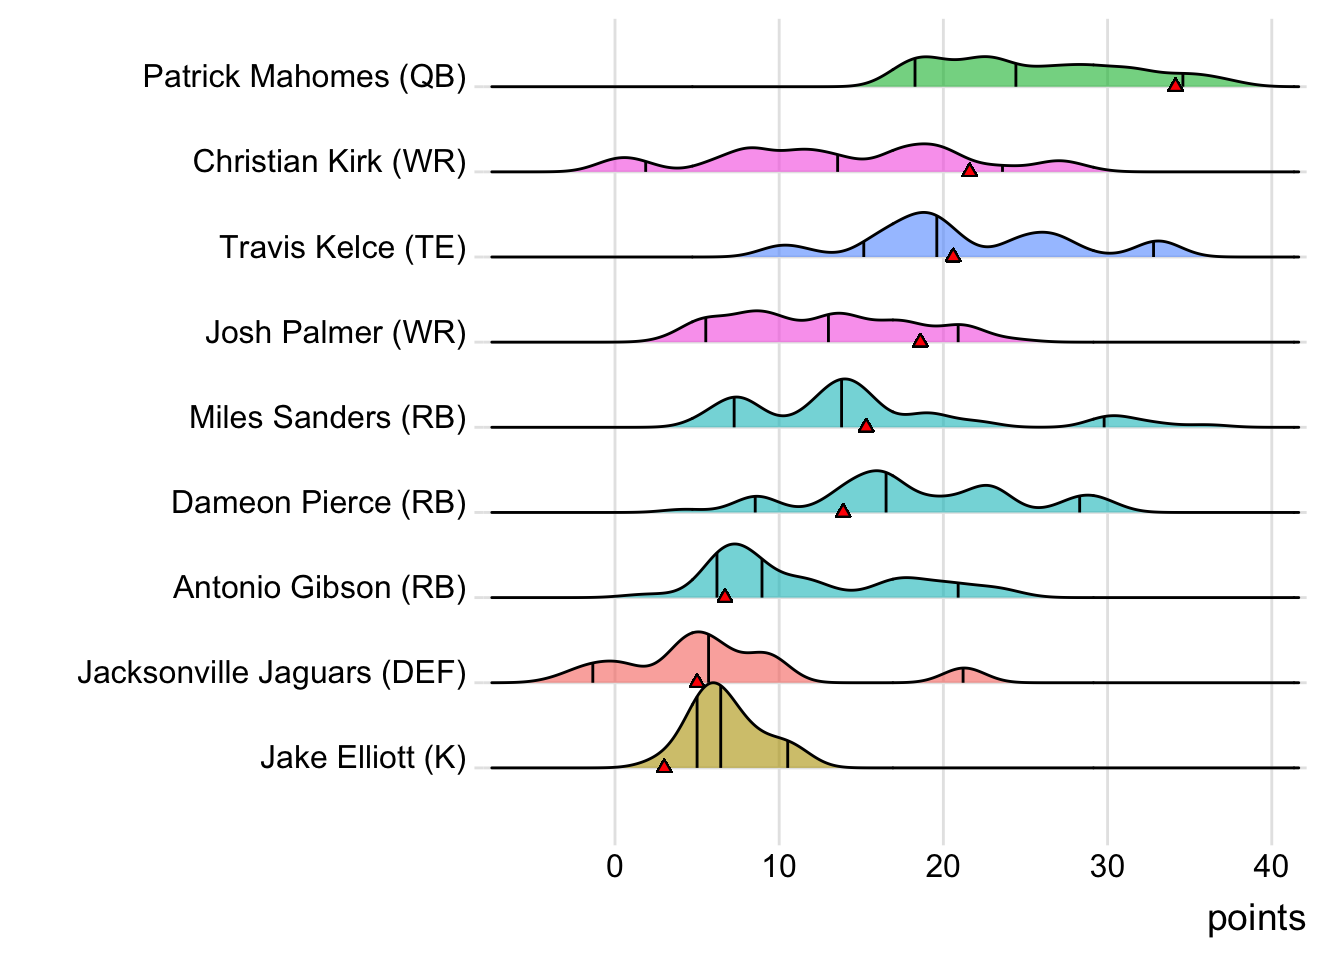 Patrick Mahomes (QB)
Christian Kirk (WR)
Travis Kelce (TE)
Josh Palmer (WR)
Miles Sanders (RB)
Dameon Pierce (RB)
Antonio Gibson (RB)
Jacksonville Jaguars (DEF)
Jake Elliott (K)
0 10 20 30 40
points